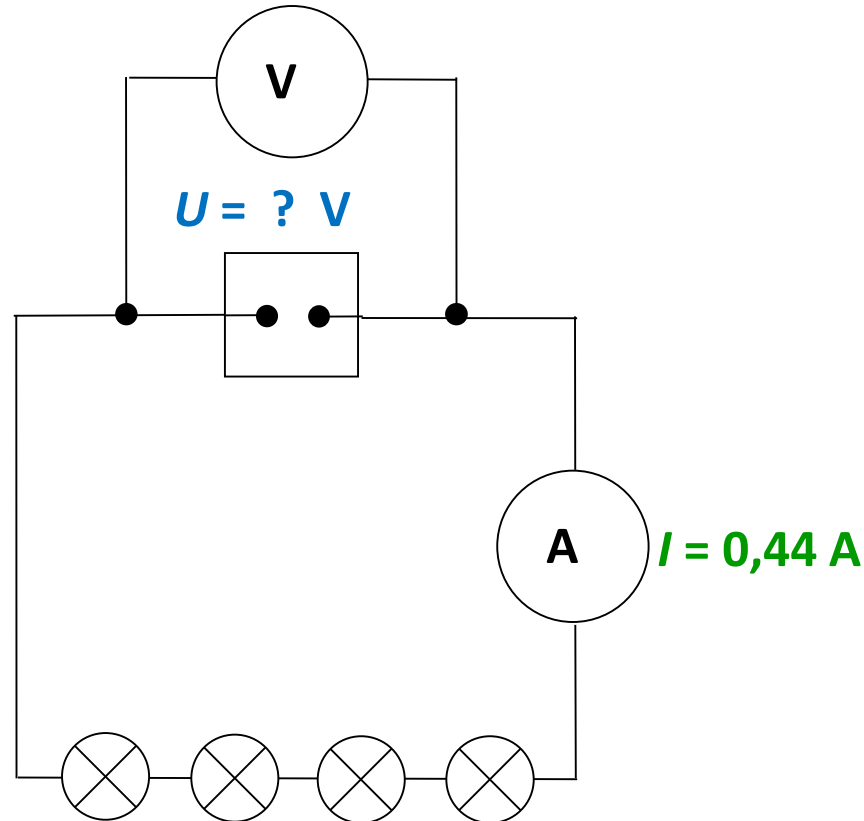 V
U = ? V
A
I = 0,44 A